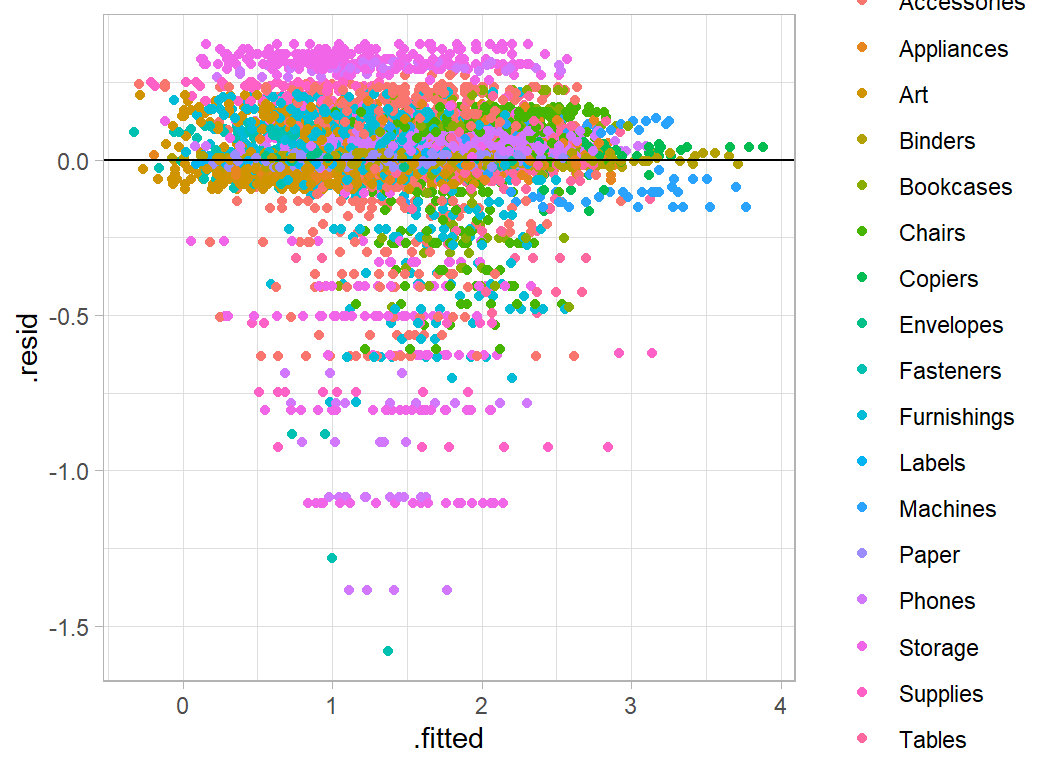 Accessories
Appliances
Art
Binders
Bookcases
Chairs
Copiers
Envelopes
Fasteners
Furnishings
Labels
Machines
Paper
Phones
Storage
Supplies
Tables
.resid
0.0
-0.5
-1.0
-1.5
0 1 2 3 4
.fitted